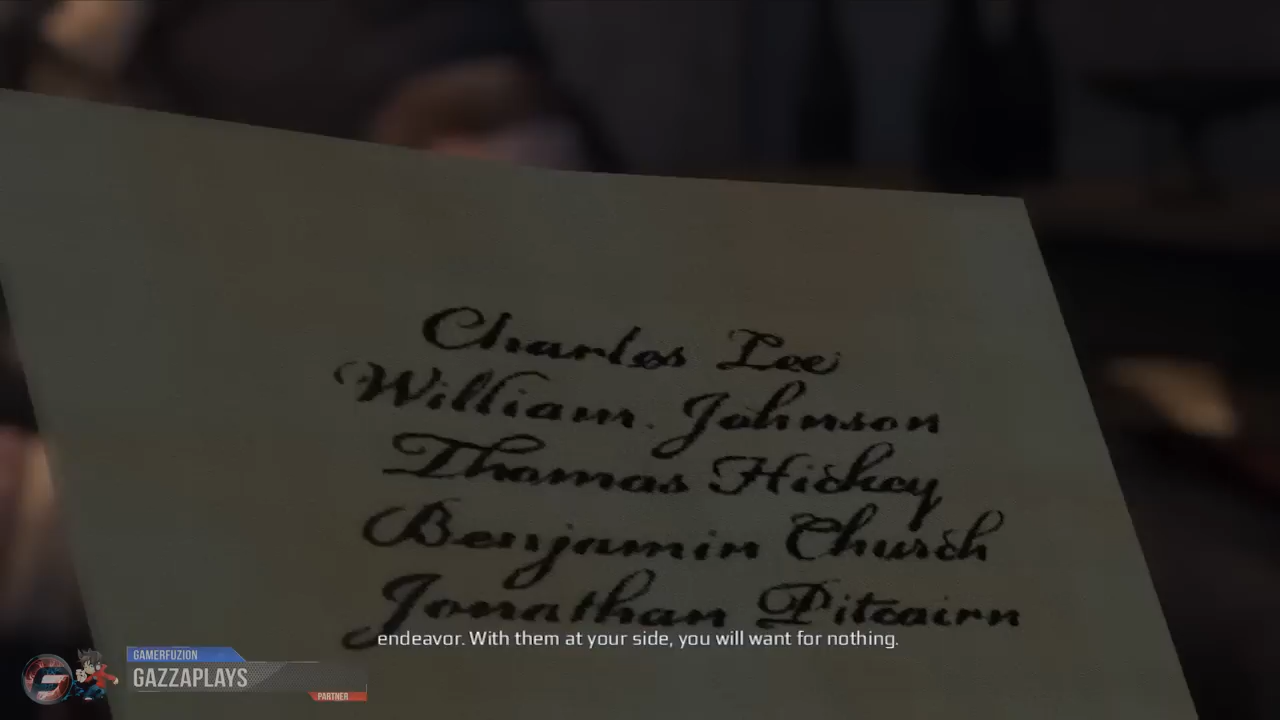 Charles Lee
William. Johnson
Thomas Hickey
Benjamin Church
Jonathan Pitcairn
endeavor. With them at your side, you will want for nothing.
GAMERFUZION
GAZZAPLAYS
PARTNER